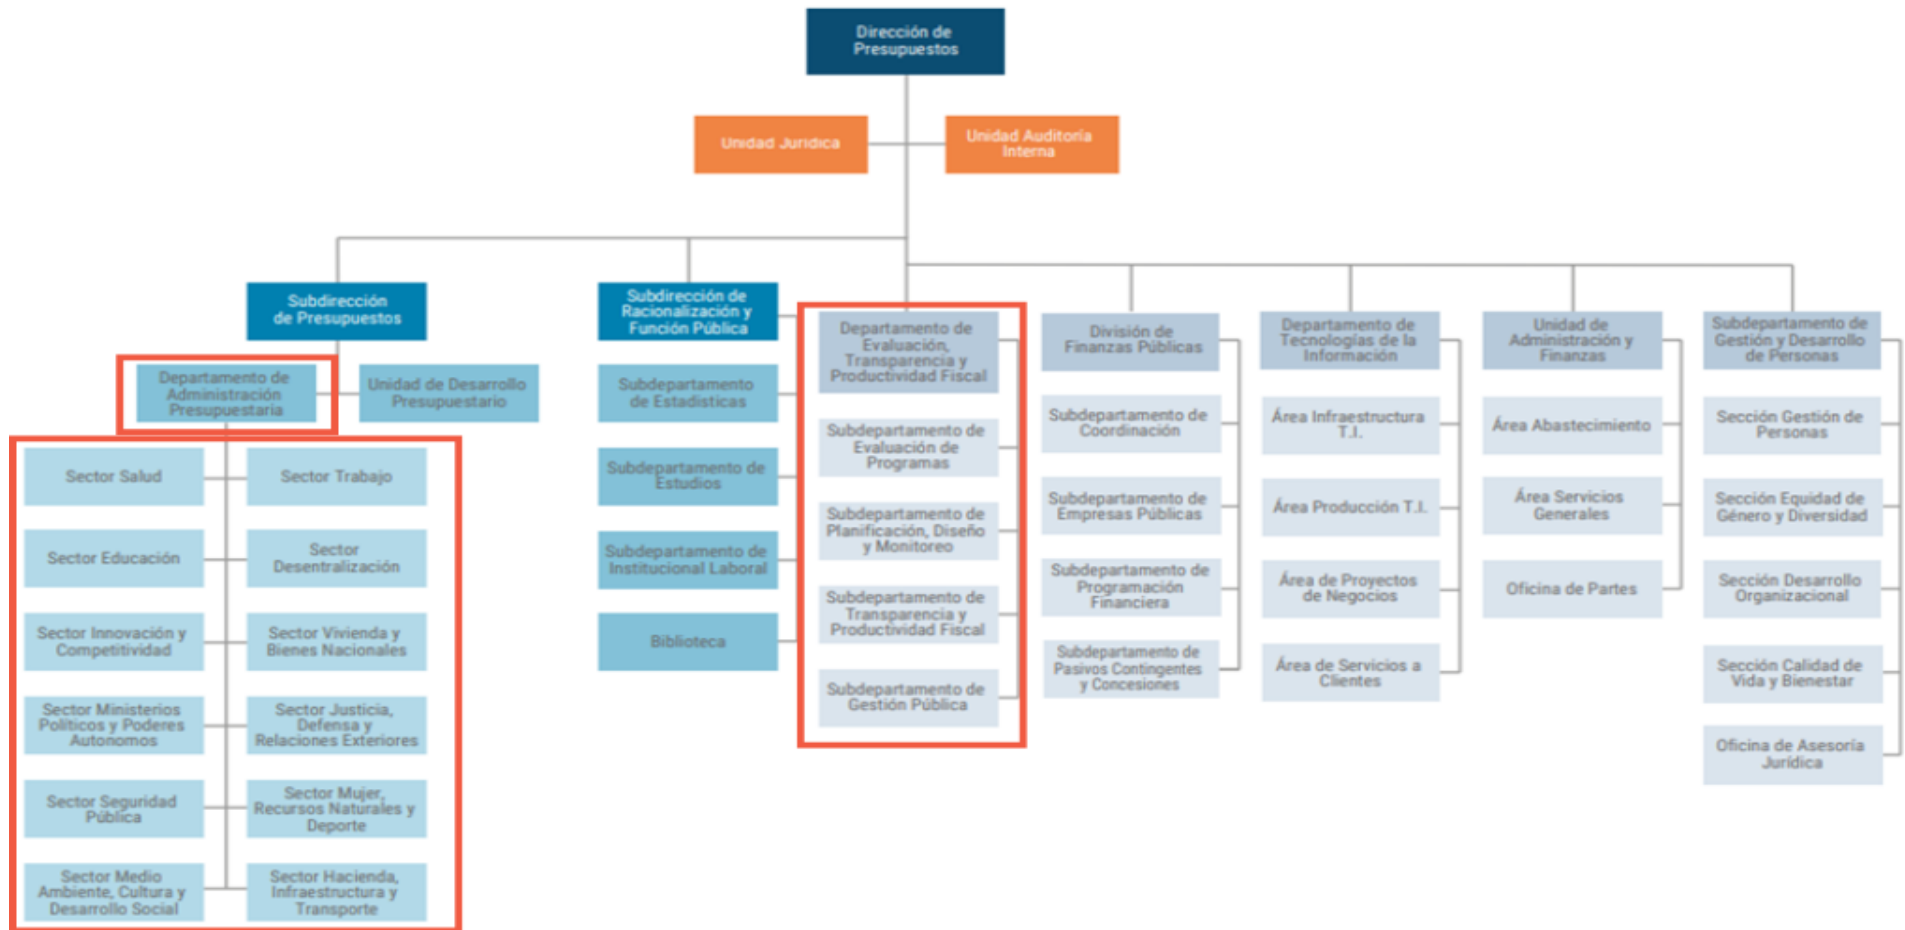 Dirección de
Presupuestos
Unidad Jurídica
Unidad Auditoría
Interna
Subdirección
de Presupuestos
Departamento de
Administración
Presupuestaria
Unidad de Desarrollo
Presupuestario
Sector Salud
Sector Trabajo
Sector Educación
Sector
Desentralización
Sector Innovación y
Competitividad
Sector Vivienda y
Bienes Nacionales
Sector Ministerios
Políticos y Poderes
Autonomos
Sector Justicia,
Defensa y
Relaciones Exteriores
Sector Seguridad
Pública
Sector Mujer,
Recursos Naturales y
Deporte
Sector Medio
Ambiente, Cultura y
Desarrollo Social
Sector Hacienda,
Infraestructura y
Transporte
Subdirección de
Racionalización y
Función Pública
Subdepartamento
de Estadísticas
Subdepartamento de
Estudios
Subdepartamento de
Institucional Laboral
Biblioteca
Departamento de
Evaluación,
Transparencia y
Productividad Fiscal
Subdepartamento de
Evaluación de
Programas
Subdepartamento de
Planificación, Diseño
y Monitoreo
Subdepartamento de
Transparencia y
Productividad Fiscal
Subdepartamento de
Gestión Pública
División de
Finanzas Públicas
Subdepartamento de
Coordinación
Subdepartamento de
Empresas Públicas
Subdepartamento de
Programación
Financiera
Subdepartamento de
Pasivos Contingentes
y Concesiones
Departamento de
Tecnologías de la
Información
Área Infraestructura
T.I.
Área Producción T.I.
Área de Proyectos
de Negocios
Área de Servicios a
Clientes
Unidad de
Administración y
Finanzas
Área Abastecimiento
Área Servicios
Generales
Oficina de Partes
Subdepartamento de
Gestión y Desarrollo
de Personas
Sección Gestión de
Personas
Sección Equidad de
Género y Diversidad
Sección Desarrollo
Organizacional
Sección Calidad de
Vida y Bienestar
Oficina de Asesoría
Jurídica